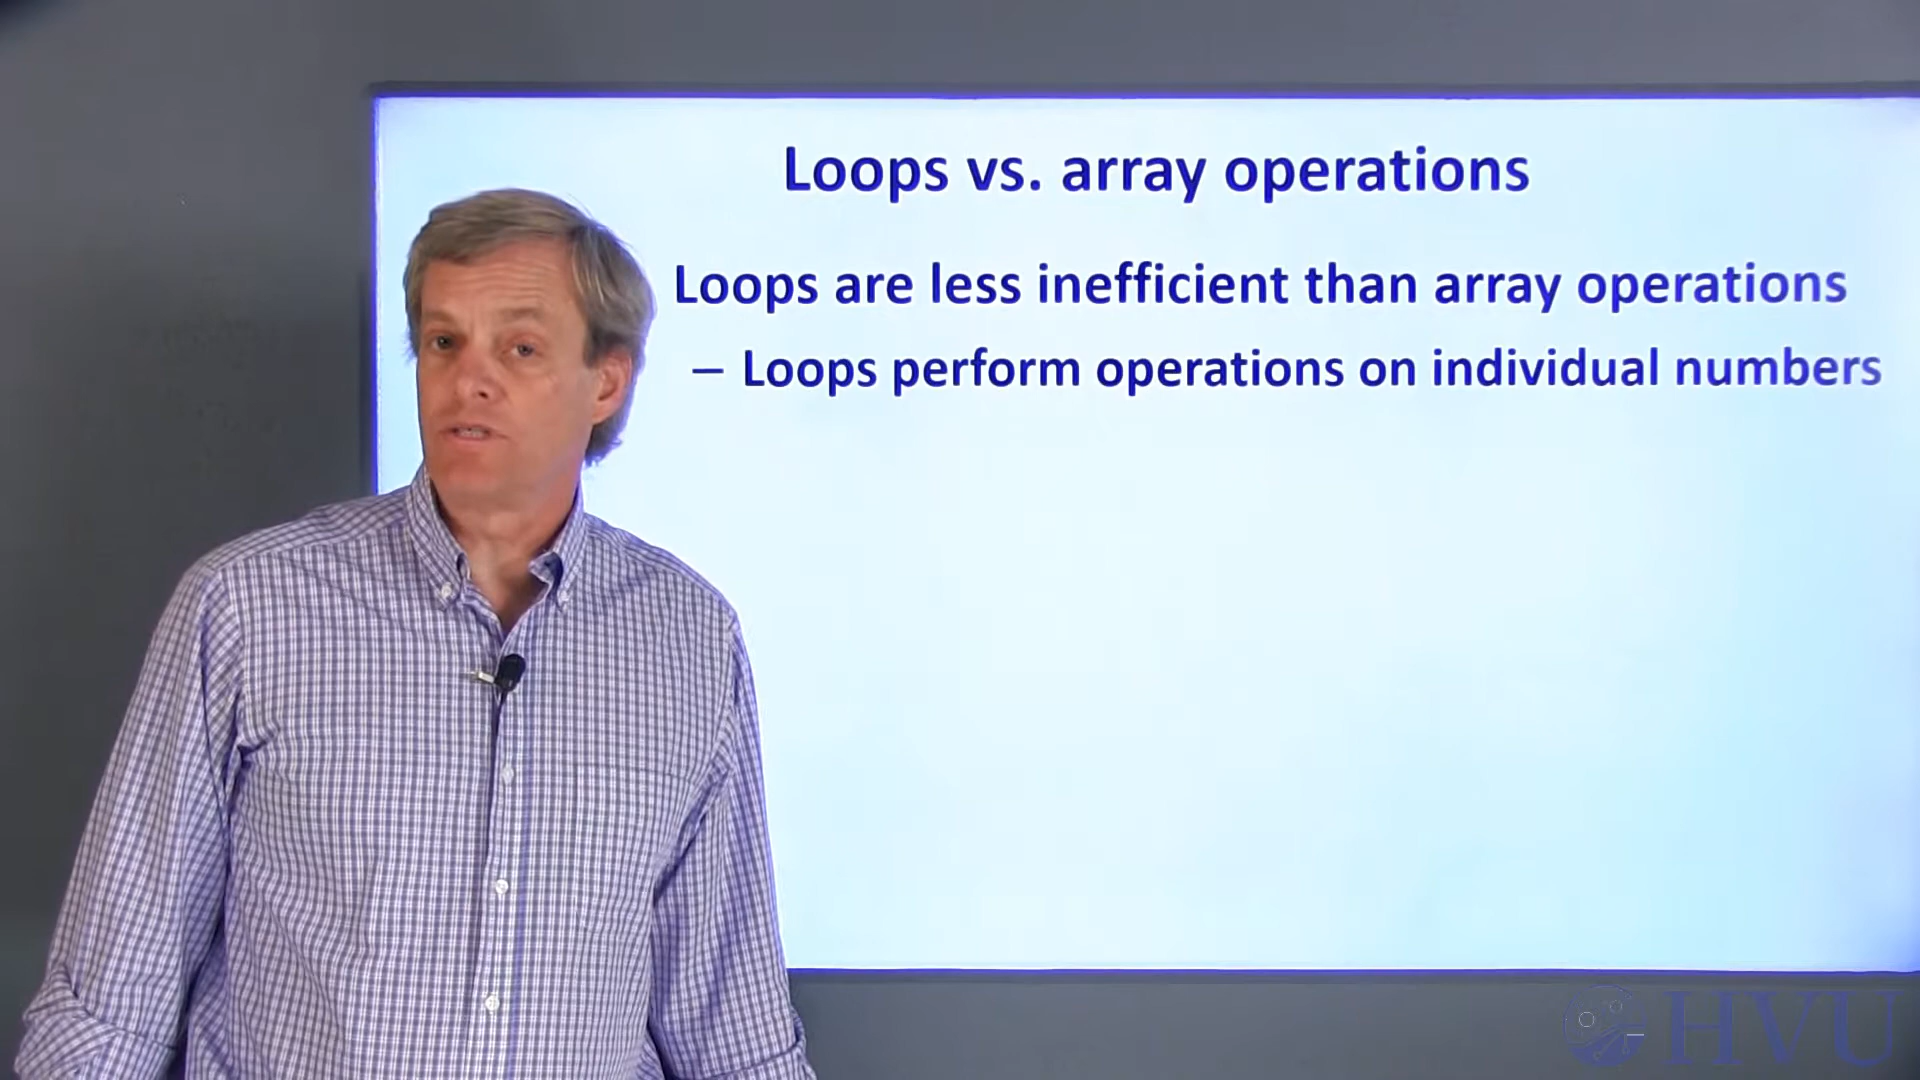 Loops vs. array operations
Loops are less inefficient than array operations
– Loops perform operations on individual numbers
HVU